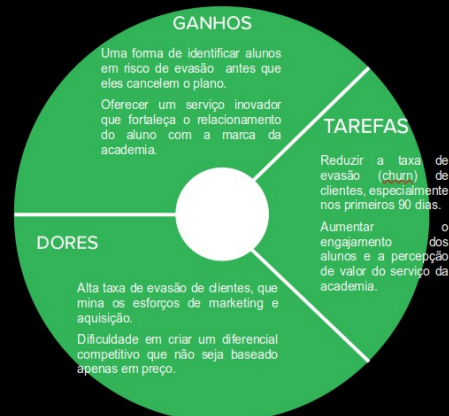 GANHOS
Uma forma de identificar alunos
em risco de evasão antes que
eles cancelem o plano.
Oferecer um serviço inovador
que fortaleça o relacionamento
do aluno com a marca da
academia.
TAREFAS
Reduzir a taxa de
evasão (churn) de
clientes, especialmente
nos primeiros 90 dias.
Aumentar o
engajamento dos
alunos e a percepção
de valor do serviço da
academia.
DORES
Alta taxa de evasão de clientes, que
mina os esforços de marketing e
aquisição.
Dificuldade em criar um diferencial
competitivo que não seja baseado
apenas em preço.